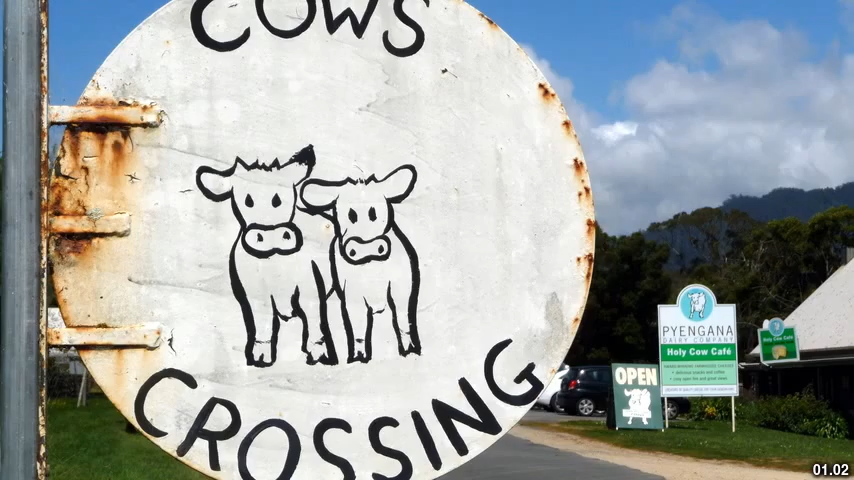 COWS
CROSSING
PYENGANA
DAIRY COMPANY
Holy Cow Café
OPEN
Holy Cow Café
01.02